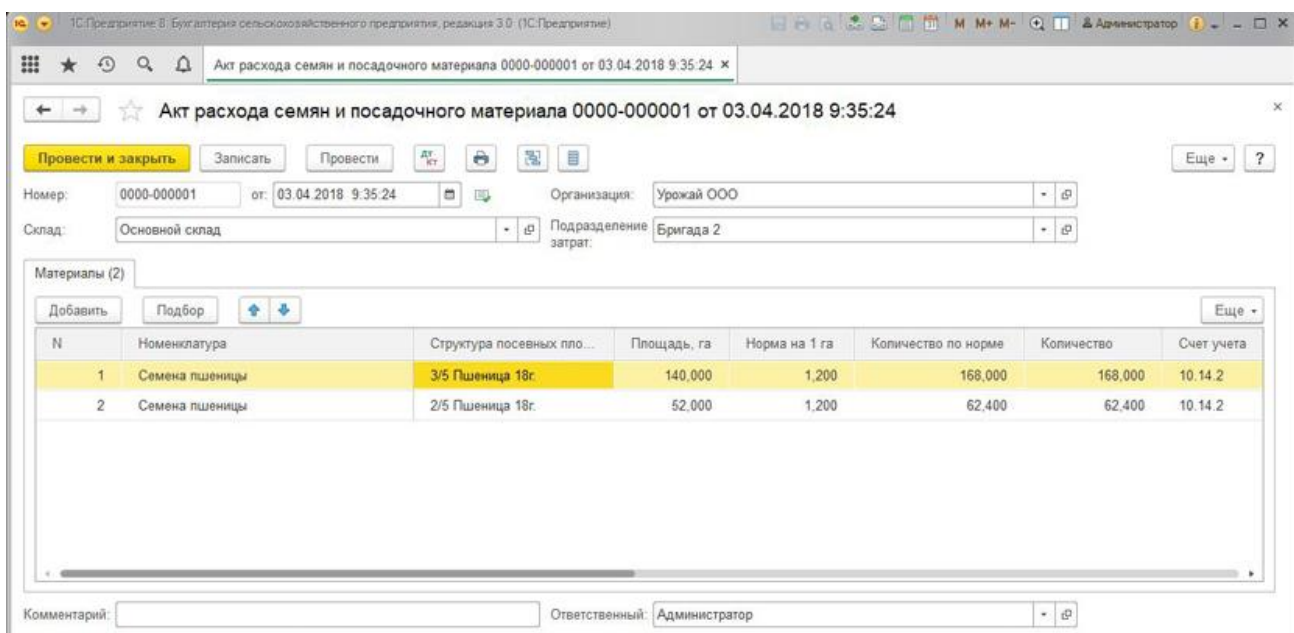 1С:Предприятие 8. Бухгалтерия сельскохозяйственного предприятия, редакция 3.0 (1С:Предприятие) M M+ M- Администратор
Акт расхода семян и посадочного материала 0000-000001 от 03.04.2018 9:35:24 ×
Акт расхода семян и посадочного материала 0000-000001 от 03.04.2018 9:35:24
Провести и закрыть Записать Провести Дт Кт Еще ?
Номер: 0000-000001 от: 03.04.2018 9:35:24 Организация: Урожай ООО
Склад: Основной склад Подразделение затрат: Бригада 2
Материалы (2)
Добавить Подбор Еще
N Номенклатура Структура посевных пло... Площадь, га Норма на 1 га Количество по норме Количество Счет учета
1 Семена пшеницы 3/5 Пшеница 18г. 140,000 1,200 168,000 168,000 10.14.2
2 Семена пшеницы 2/5 Пшеница 18г. 52,000 1,200 62,400 62,400 10.14.2
Комментарий: Ответственный: Администратор